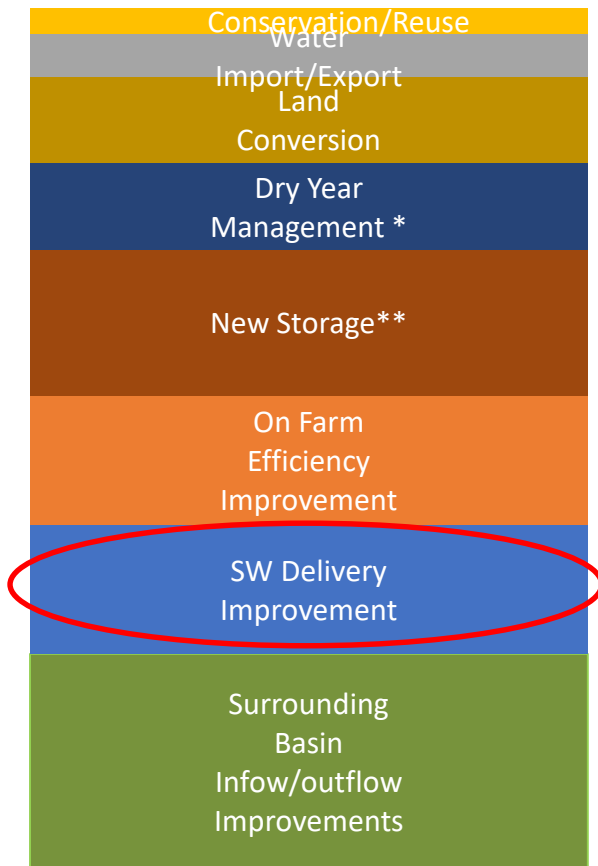 Conservation/Reuse
Water
Import/Export
Land
Conversion
Dry Year
Management *
New Storage**
On Farm
Efficiency
Improvement
SW Delivery
Improvement
Surrounding
Basin
Infow/outflow
Improvements